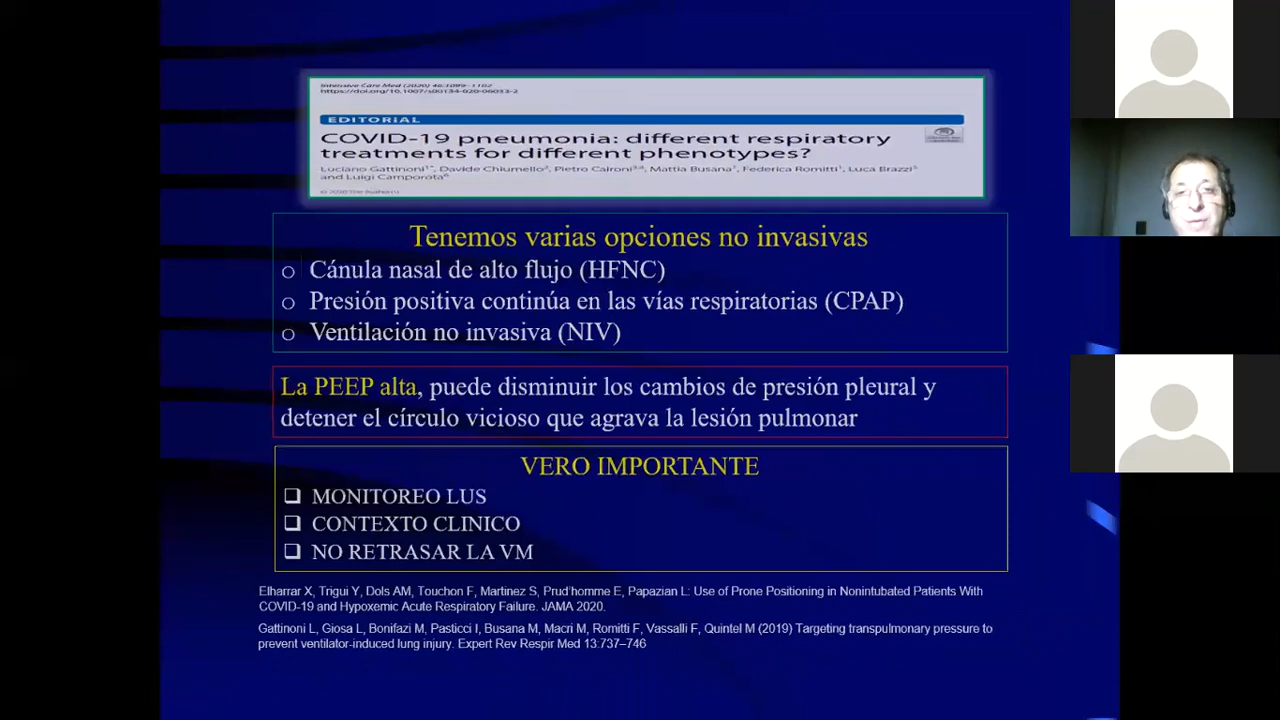 Intensive Care Med (2020) 46:1099–1102
https://doi.org/10.1007/s00134-020-06033-2
EDITORIAL
COVID-19 pneumonia: different respiratory
treatments for different phenotypes?
Luciano Gattinoni, Davide Chiumello, Pietro Caironi, Mattia Busana, Federica Romitti, Luca Brazzi
and Luigi Camporota
Tenemos varias opciones no invasivas
o Cánula nasal de alto flujo (HFNC)
o Presión positiva continúa en las vías respiratorias (CPAP)
o Ventilación no invasiva (NIV)
La PEEP alta, puede disminuir los cambios de presión pleural y
detener el círculo vicioso que agrava la lesión pulmonar
VERO IMPORTANTE
❑ MONITOREO LUS
❑ CONTEXTO CLINICO
❑ NO RETRASAR LA VM
Elharrar X, Trigui Y, Dols AM, Touchon F, Martinez S, Prud'homme E, Papazian L: Use of Prone Positioning in Nonintubated Patients With
COVID-19 and Hypoxemic Acute Respiratory Failure. JAMA 2020.
Gattinoni L, Giosa L, Bonifazi M, Pasticci I, Busana M, Macri M, Romitti F, Vassalli F, Quintel M (2019) Targeting transpulmonary pressure to
prevent ventilator-induced lung injury. Expert Rev Respir Med 13:737–746